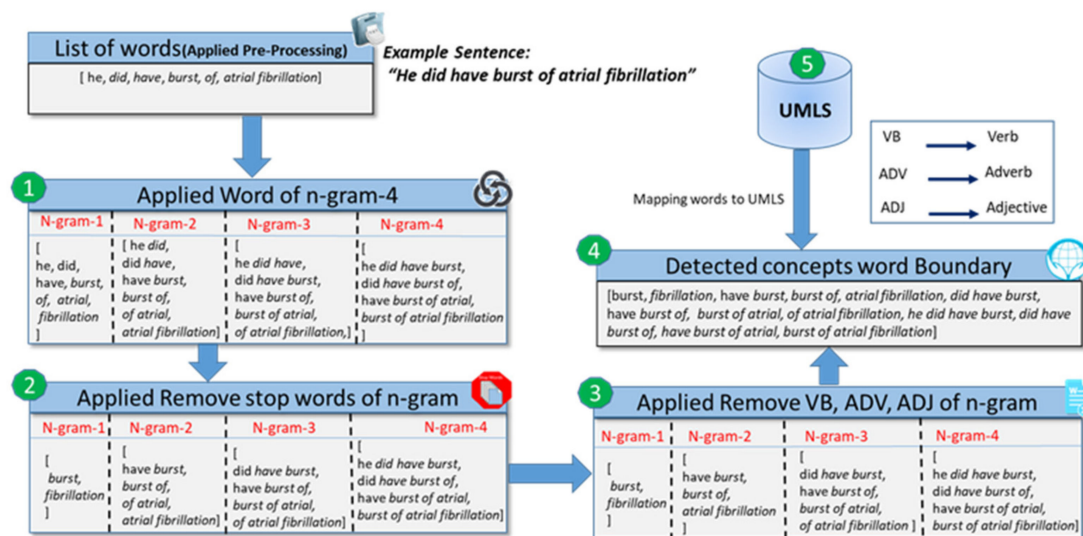 List of words(Applied Pre-Processing)
[ he, did, have, burst, of, atrial fibrillation]
Example Sentence:
"He did have burst of atrial fibrillation"
1
Applied Word of n-gram-4
N-gram-1
[
he, did,
have, burst,
of, atrial,
fibrillation
]
N-gram-2
[ he did,
did have,
have burst,
burst of,
of atrial,
atrial fibrillation]
N-gram-3
[
he did have,
did have burst,
have burst of,
burst of atrial,
of atrial fibrillation,]
N-gram-4
[
he did have burst,
did have burst of,
have burst of atrial,
burst of atrial fibrillation
]
2
Applied Remove stop words of n-gram
N-gram-1
[
burst,
fibrillation
]
N-gram-2
[
have burst,
burst of,
of atrial,
atrial fibrillation]
N-gram-3
[
did have burst,
have burst of,
burst of atrial,
of atrial fibrillation]
N-gram-4
[
he did have burst,
did have burst of,
have burst of atrial,
burst of atrial fibrillation]
3
Applied Remove VB, ADV, ADJ of n-gram
N-gram-1
[
burst,
fibrillation
]
N-gram-2
[
have burst,
burst of,
atrial fibrillation
]
N-gram-3
[
did have burst,
have burst of,
burst of atrial,
of atrial fibrillation ]
N-gram-4
[
he did have burst,
did have burst of,
have burst of atrial,
burst of atrial fibrillation]
4
Detected concepts word Boundary
[burst, fibrillation, have burst, burst of, atrial fibrillation, did have burst,
have burst of, burst of atrial, of atrial fibrillation, he did have burst, did have
burst of, have burst of atrial, burst of atrial fibrillation]
5
UMLS
Mapping words to UMLS
VB Verb
ADV Adverb
ADJ Adjective